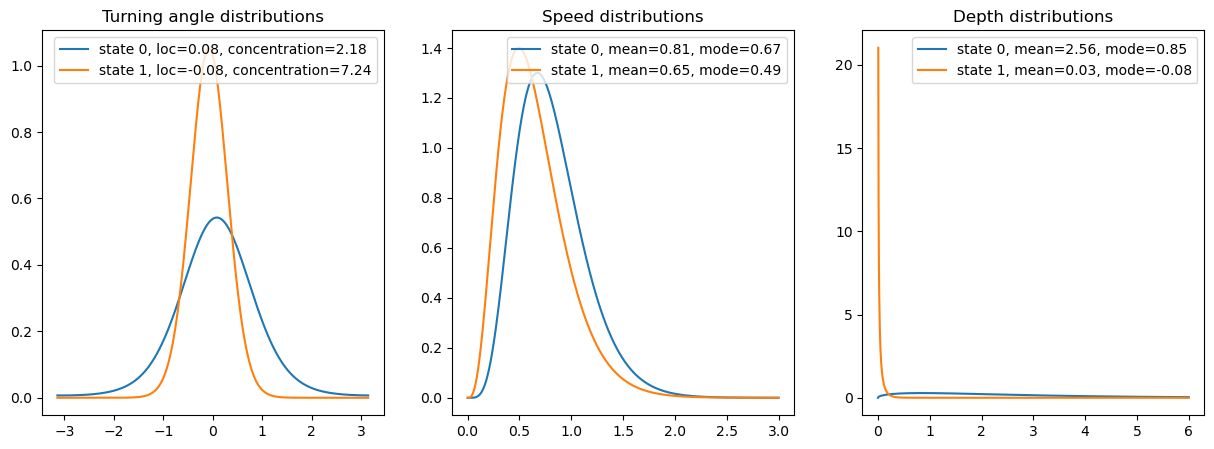 Turning angle distributions
state 0, loc=0.08, concentration=2.18
state 1, loc=-0.08, concentration=7.24
1.0
0.8
0.6
0.4
0.2
0.0
−3 −2 −1 0 1 2 3
Speed distributions
state 0, mean=0.81, mode=0.67
state 1, mean=0.65, mode=0.49
1.4
1.2
1.0
0.8
0.6
0.4
0.2
0.0
0.0 0.5 1.0 1.5 2.0 2.5 3.0
Depth distributions
state 0, mean=2.56, mode=0.85
state 1, mean=0.03, mode=-0.08
20
15
10
5
0
0 1 2 3 4 5 6